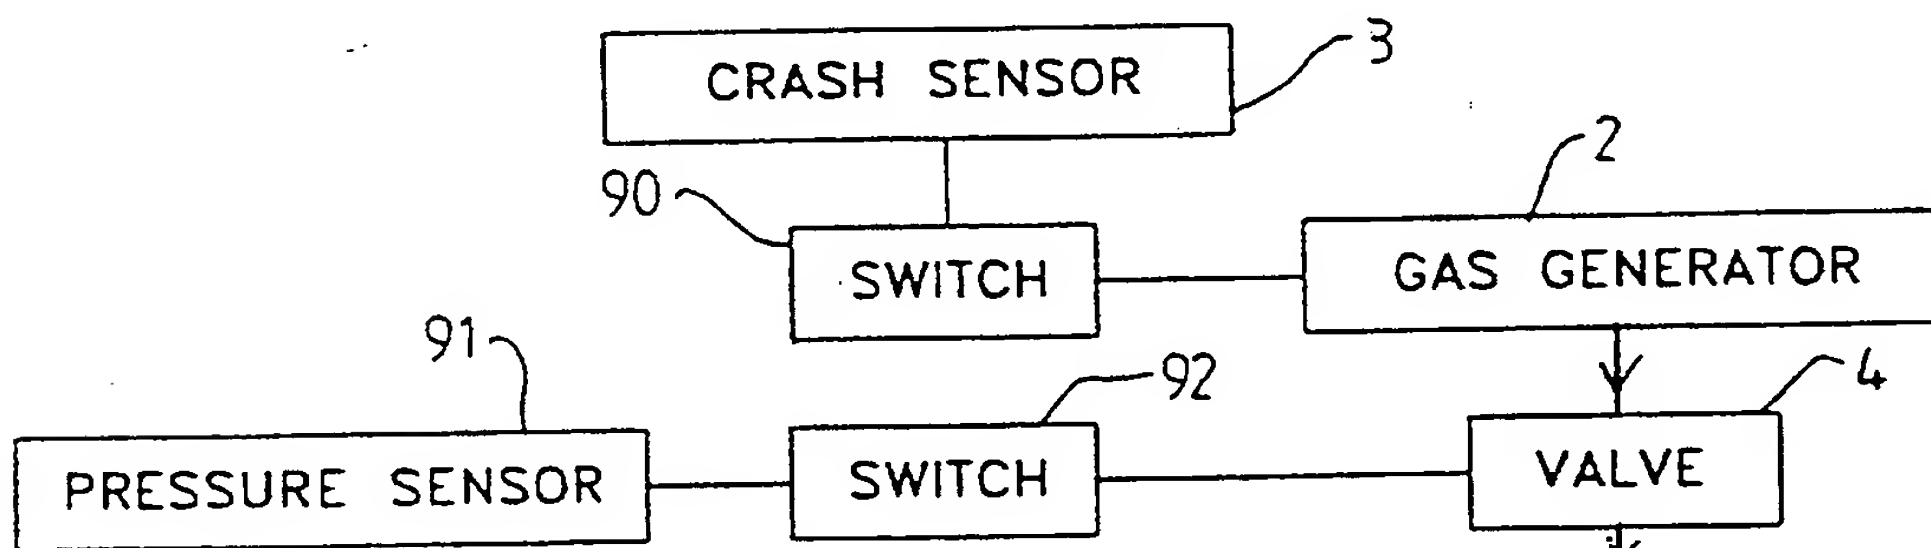 CRASH SENSOR
3
2
90
SWITCH
GAS GENERATOR
91
92
4
PRESSURE SENSOR
SWITCH
VALVE